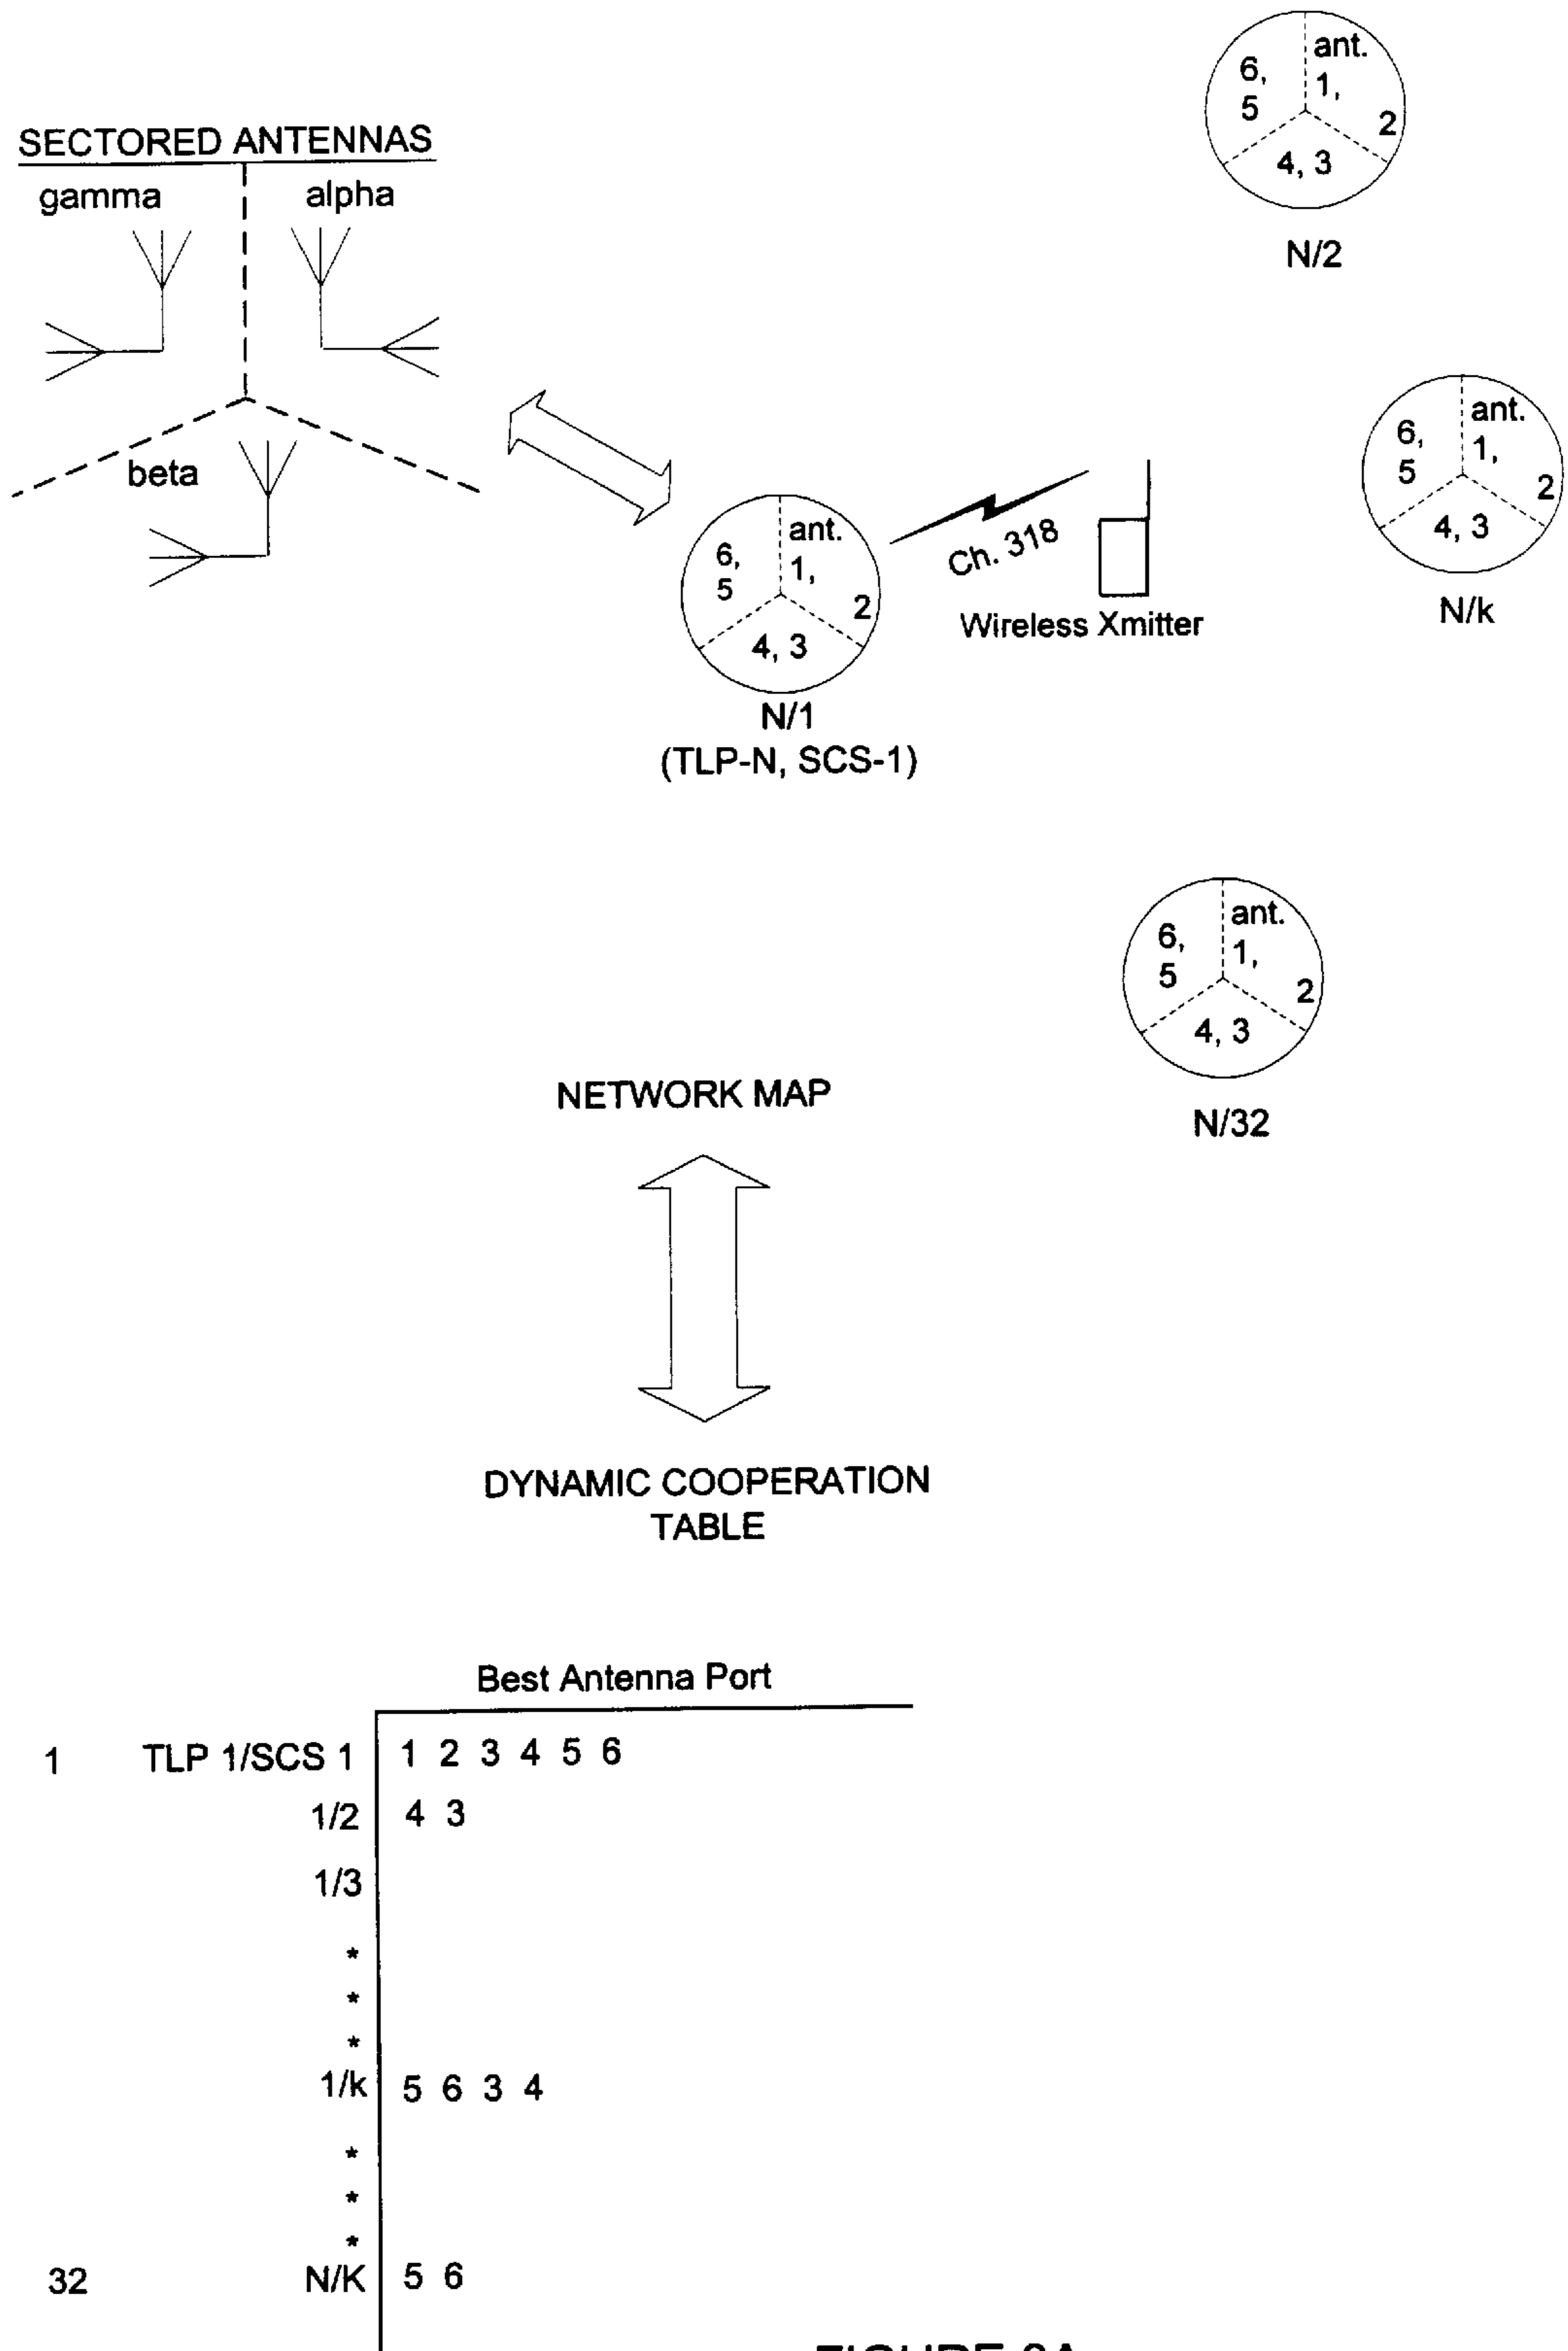 SECTORED ANTENNAS
gamma
alpha
beta
ant.
6,
1,
5
2
4, 3
N/2
ant.
6,
1,
5
2
4, 3
N/k
ant.
6,
1,
5
2
4, 3
N/1
(TLP-N, SCS-1)
Ch. 318
Wireless Xmitter
ant.
6,
1,
5
2
4, 3
N/32
NETWORK MAP
DYNAMIC COOPERATION
TABLE
Best Antenna Port
1 TLP 1/SCS 1 1 2 3 4 5 6
1/2 4 3
1/3
*
*
*
1/k 5 6 3 4
*
*
*
32 N/K 5 6